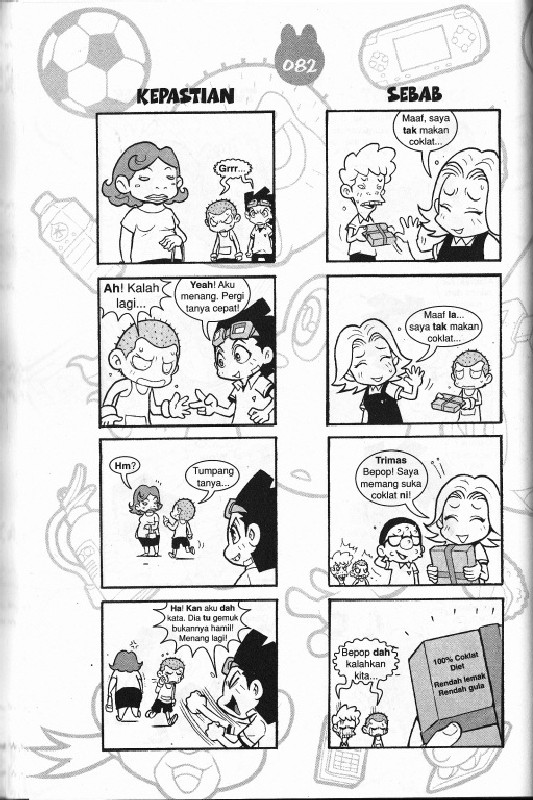 082
KEPASTIAN
Grrr...
Ah! Kalah
lagi...
Yeah! Aku
menang. Pergi
tanya cepat!
Hm?
Tumpang
tanya...
Ha! Kan aku dah
kata. Dia tu gemuk
bukannya hamil!
Menang lagi!
SEBAB
Maaf, saya
tak makan
coklat...
Maaf la...
saya tak makan
coklat...
Trimas
Bepop! Saya
memang suka
coklat ni!
Bepop dah
kalahkan
kita...
100% Coklat
Diet
Rendah lemak
Rendah gula